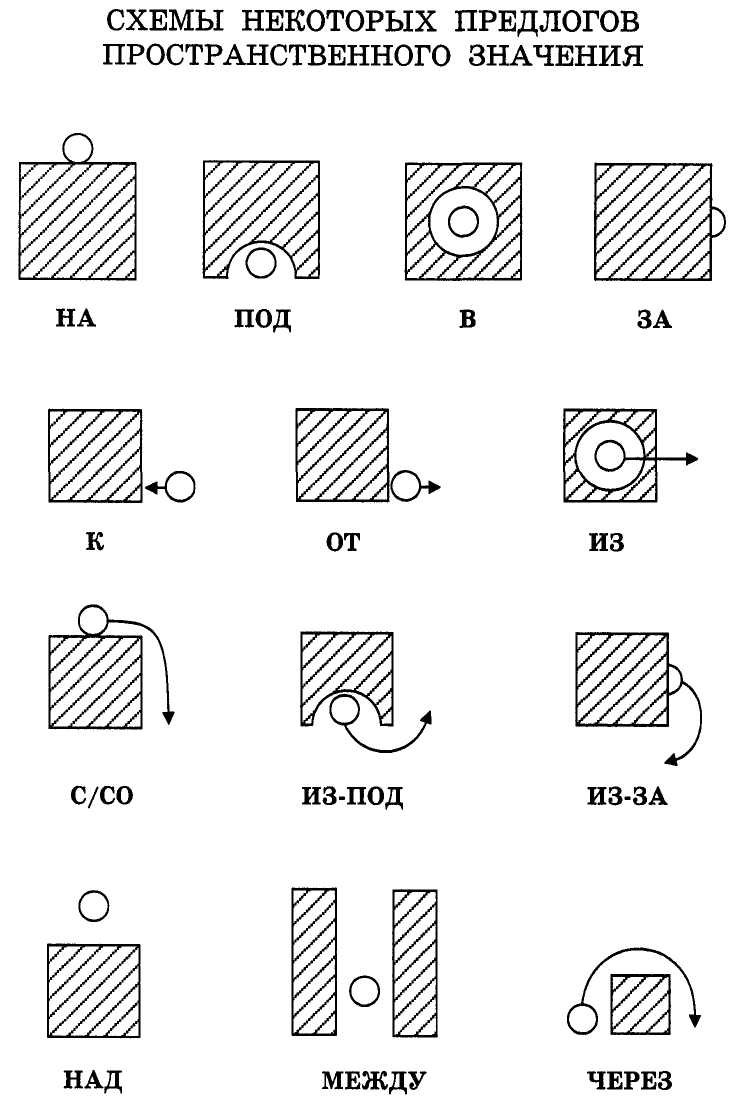 СХЕМЫ НЕКОТОРЫХ ПРЕДЛОГОВ
ПРОСТРАНСТВЕННОГО ЗНАЧЕНИЯ
НА ПОД В ЗА
К ОТ ИЗ
С/СО ИЗ-ПОД ИЗ-ЗА
НАД МЕЖДУ ЧЕРЕЗ